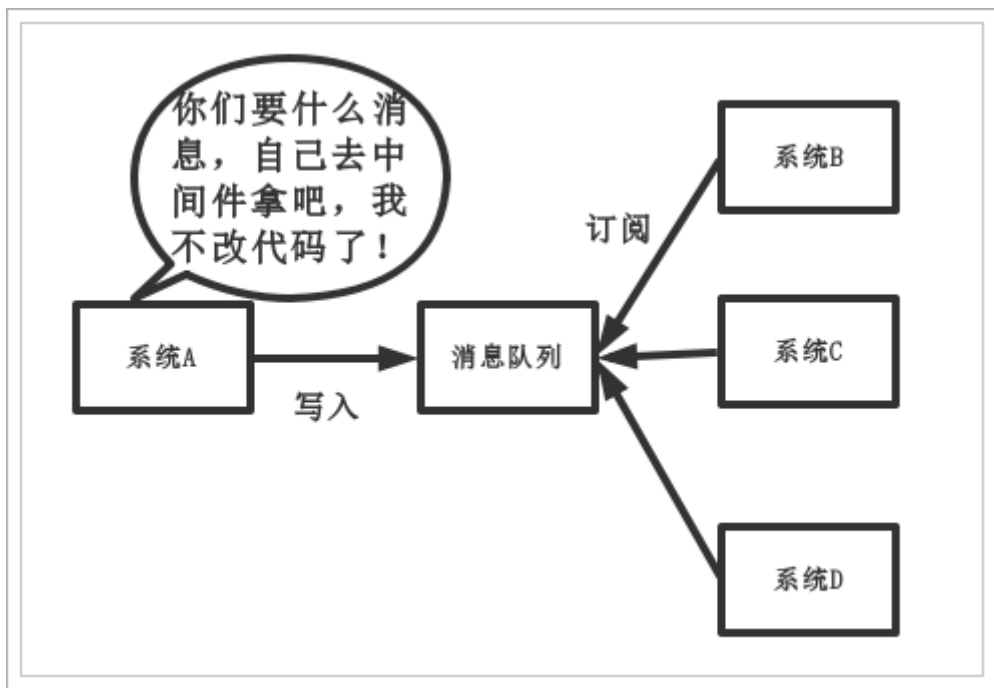 你们要什么消
息，自己去中
间件拿吧，我
不改代码了！
系统A
写入
消息队列
订阅
系统B
系统C
系统D